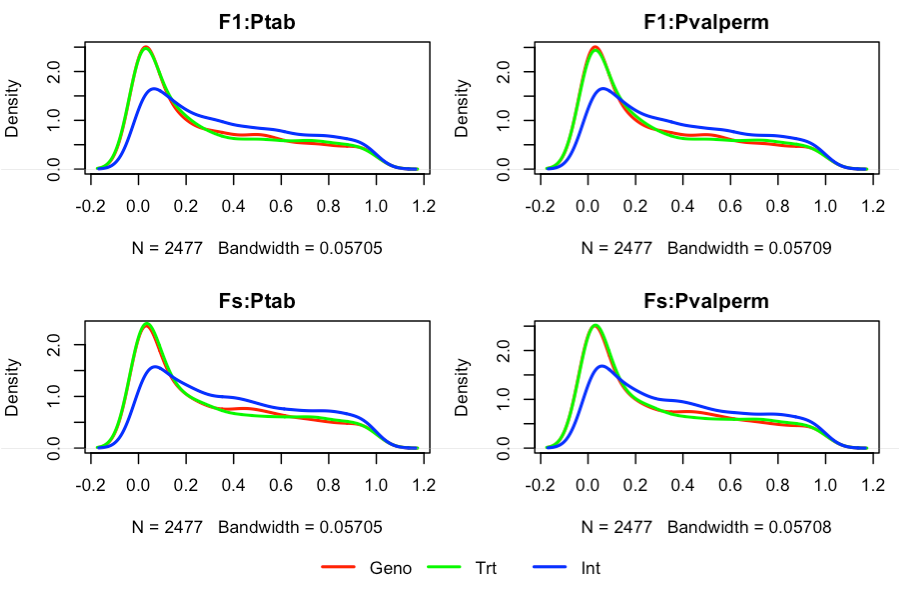 F1:Ptab
F1:Pvalperm
Density
0.0 1.0 2.0
-0.2 0.0 0.2 0.4 0.6 0.8 1.0 1.2
N = 2477 Bandwidth = 0.05705
Density
0.0 1.0 2.0
-0.2 0.0 0.2 0.4 0.6 0.8 1.0 1.2
N = 2477 Bandwidth = 0.05709
Fs:Ptab
Fs:Pvalperm
Density
0.0 1.0 2.0
-0.2 0.0 0.2 0.4 0.6 0.8 1.0 1.2
N = 2477 Bandwidth = 0.05705
Density
0.0 1.0 2.0
-0.2 0.0 0.2 0.4 0.6 0.8 1.0 1.2
N = 2477 Bandwidth = 0.05708
Geno Trt Int